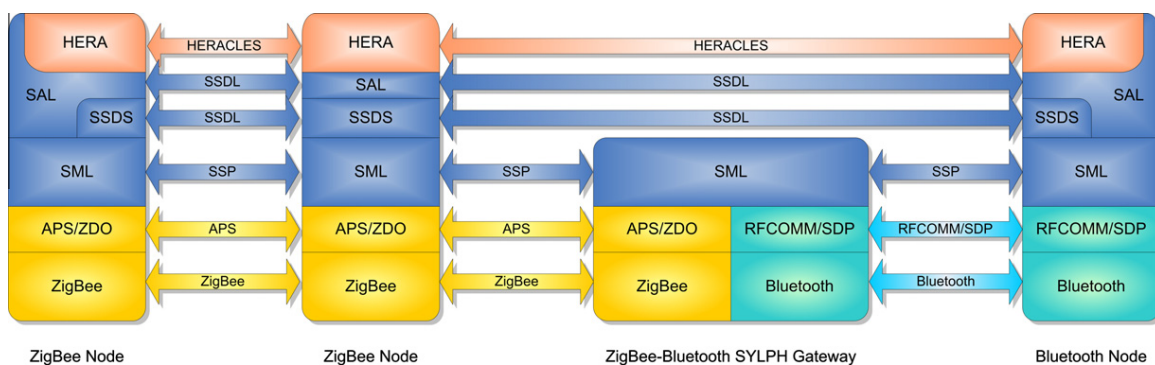 HERA HERACLES HERA HERACLES HERA
SSDL SAL SSDL
SAL SAL
SSDS SSDL SSDS SSDL SSDS
SML SSP SML SSP SML SSP SML
APS/ZDO APS APS/ZDO APS APS/ZDO RFCOMM/SDP RFCOMM/SDP RFCOMM/SDP
ZigBee ZigBee ZigBee ZigBee ZigBee Bluetooth Bluetooth Bluetooth
ZigBee Node ZigBee Node ZigBee-Bluetooth SYLPH Gateway Bluetooth Node